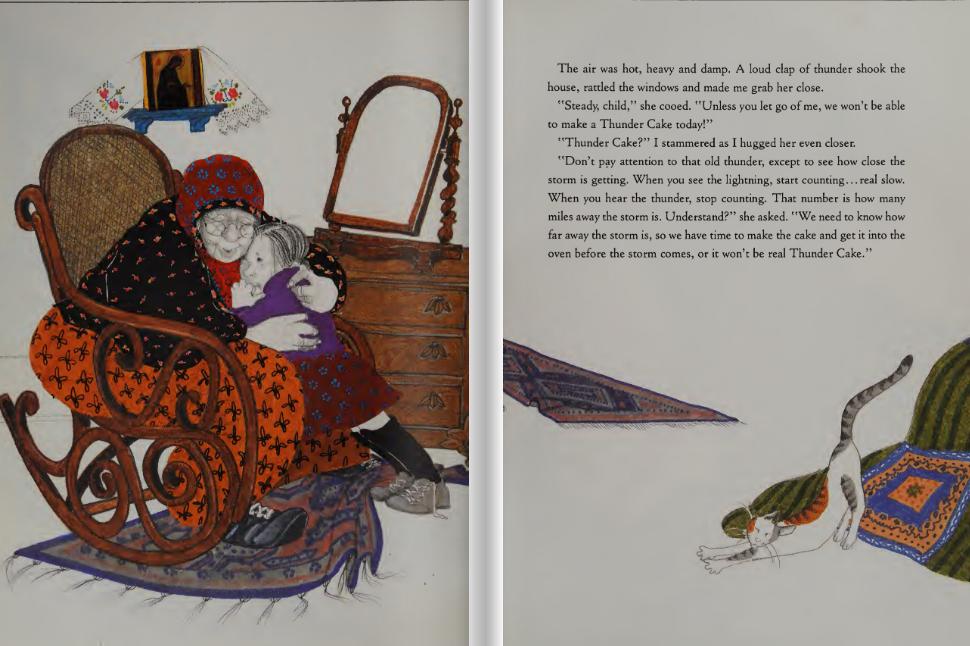 The air was hot, heavy and damp. A loud clap of thunder shook the
house, rattled the windows and made me grab her close.
"Steady, child," she cooed. "Unless you let go of me, we won't be able
to make a Thunder Cake today!"
"Thunder Cake?" I stammered as I hugged her even closer.
"Don't pay attention to that old thunder, except to see how close the
storm is getting. When you see the lightning, start counting...real slow.
When you hear the thunder, stop counting. That number is how many
miles away the storm is. Understand?" she asked. "We need to know how
far away the storm is, so we have time to make the cake and get it into the
oven before the storm comes, or it won't be real Thunder Cake."